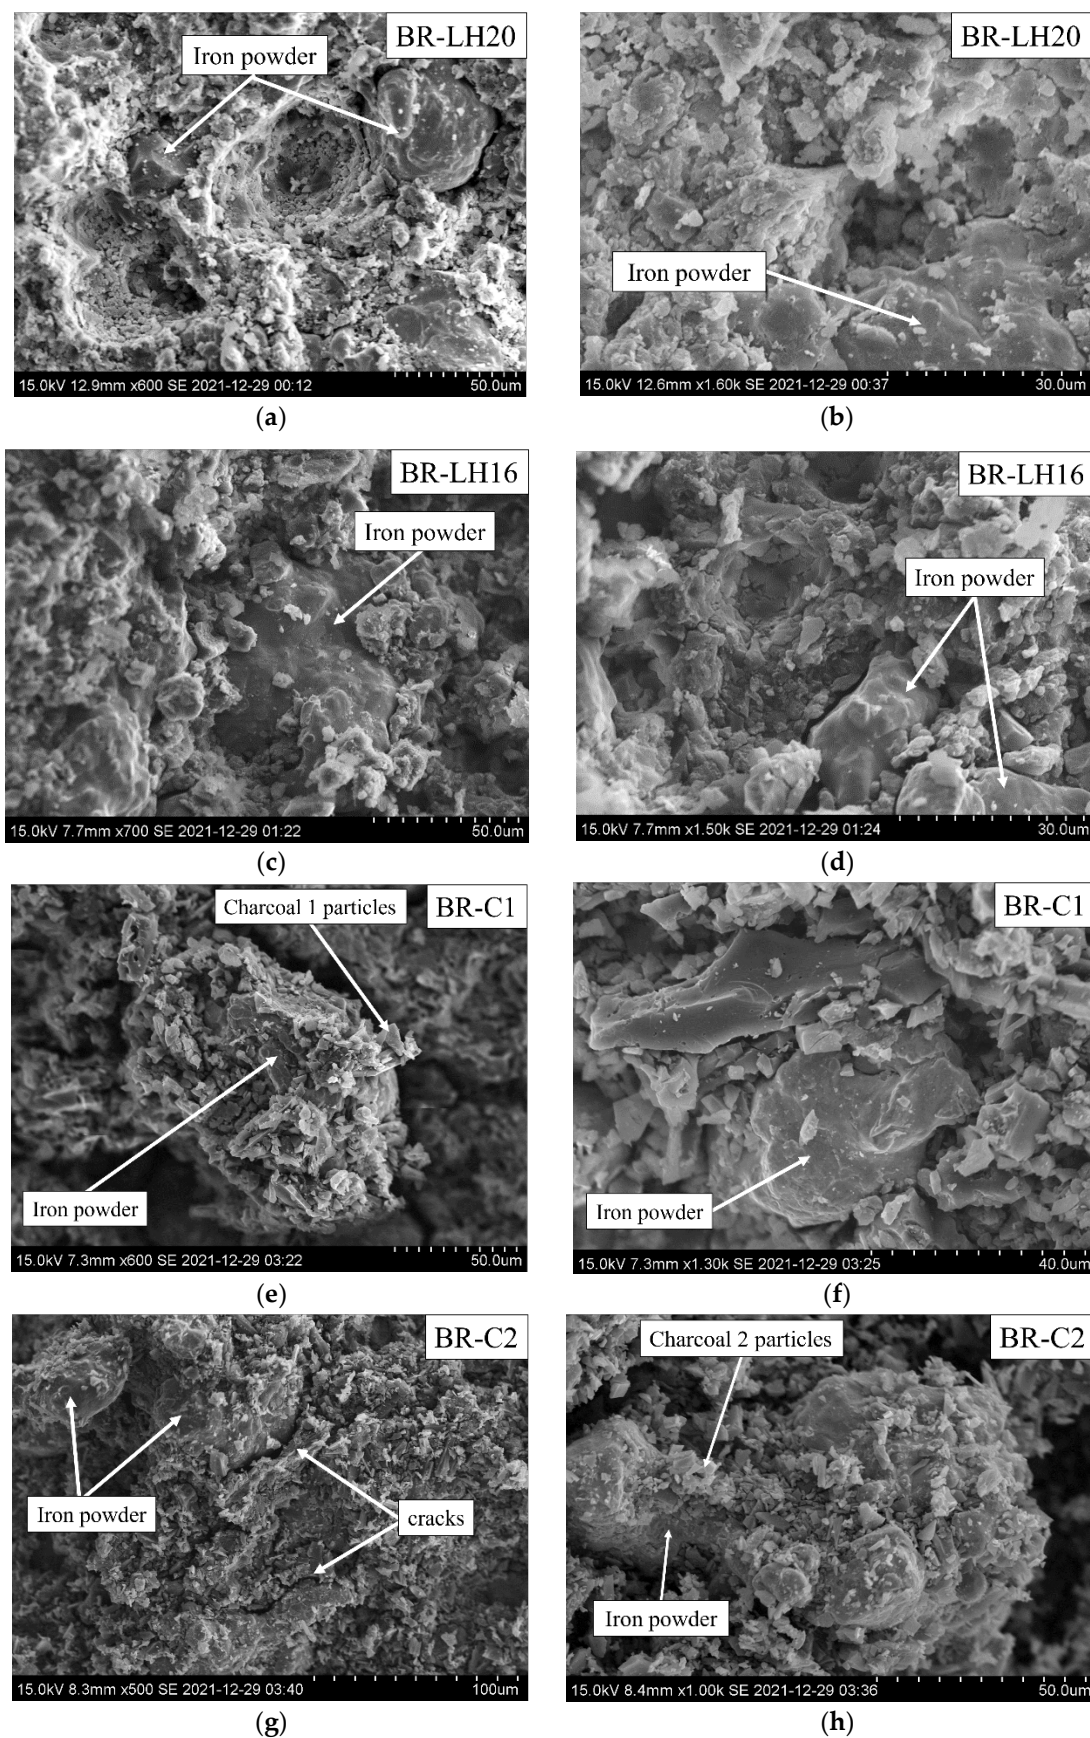 BR-LH20
Iron powder
15.0kV 12.9mm x600 SE 2021-12-29 00:12 50.0um
(a)
BR-LH20
Iron powder
15.0kV 12.6mm x1.60k SE 2021-12-29 00:37 30.0um
(b)
BR-LH16
Iron powder
15.0kV 7.7mm x700 SE 2021-12-29 01:22 50.0um
(c)
BR-LH16
Iron powder
15.0kV 7.7mm x1.50k SE 2021-12-29 01:24 30.0um
(d)
Charcoal 1 particles
BR-C1
Iron powder
15.0kV 7.3mm x600 SE 2021-12-29 03:22 50.0um
(e)
BR-C1
Iron powder
15.0kV 7.3mm x1.30k SE 2021-12-29 03:25 40.0um
(f)
BR-C2
Iron powder
cracks
15.0kV 8.3mm x500 SE 2021-12-29 03:40 100um
(g)
Charcoal 2 particles
BR-C2
Iron powder
15.0kV 8.4mm x1.00k SE 2021-12-29 03:36 50.0um
(h)